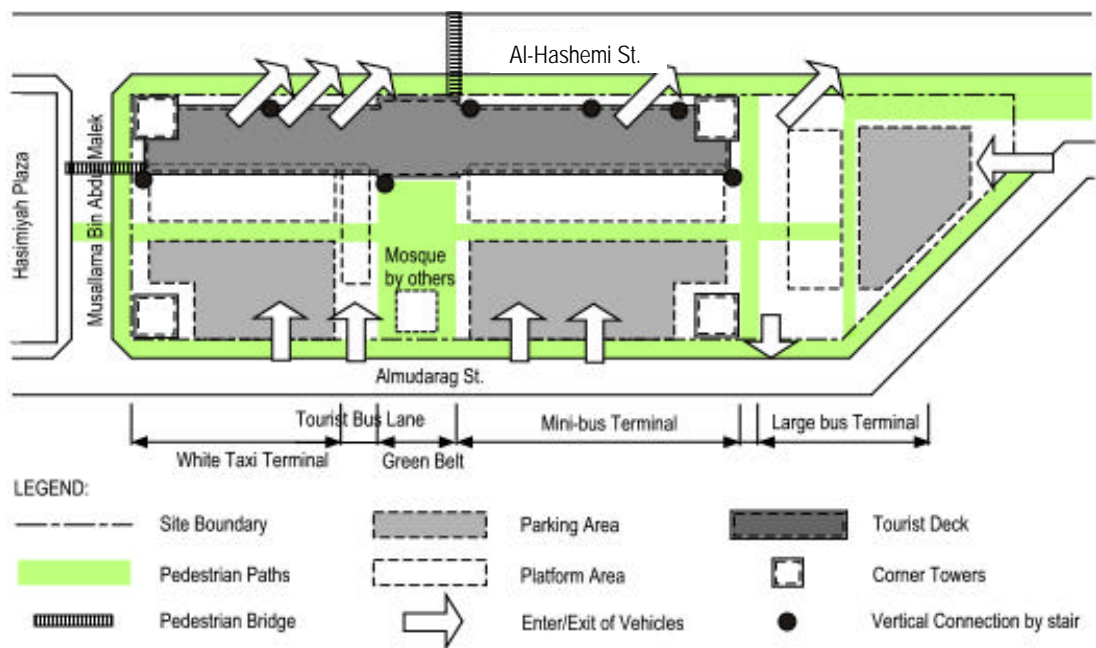 Al-Hashemi St.
Hasimiyah Plaza
Musallama Bin Abdul Malek
Mosque
by others
Almudarag St.
Tourist Bus Lane
Mini-bus Terminal
Large bus Terminal
White Taxi Terminal
Green Belt
LEGEND:
Site Boundary
Parking Area
Tourist Deck
Pedestrian Paths
Platform Area
Corner Towers
Pedestrian Bridge
Enter/Exit of Vehicles
Vertical Connection by stair